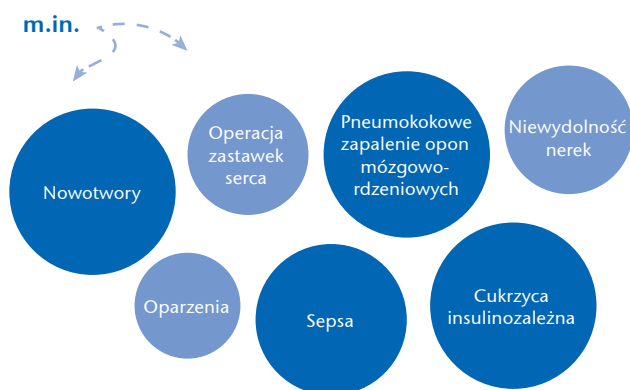 m.in.
Nowotwory
Operacja
zastawek
serca
Pneumokokowe
zapalenie opon
mózgowo-
rdzeniowych
Niewydolność
nerek
Oparzenia
Sepsa
Cukrzyca
insulinozależna